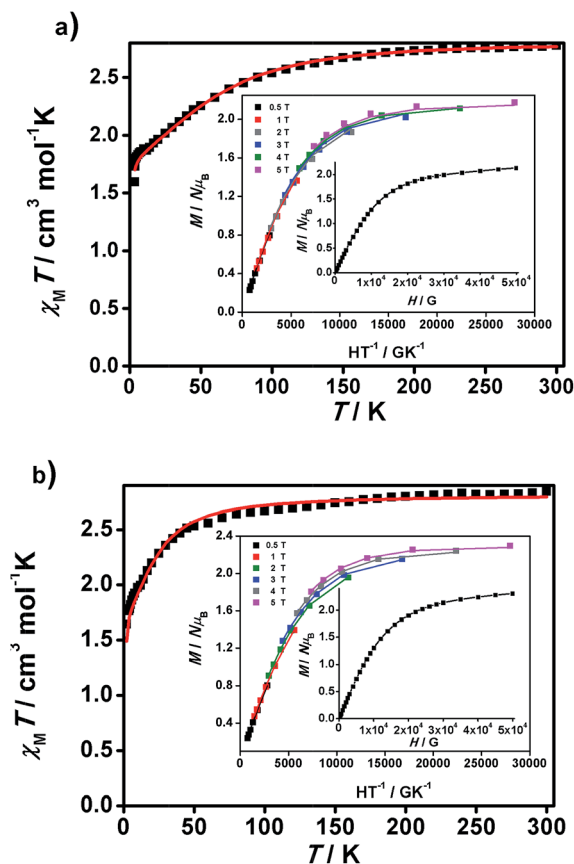 a)
χM T / cm3 mol-1K
2.5
2.0
1.5
1.0
0.5
0.0
0 50 100 150 200 250 300
T / K
M / NμB
2.0
1.6
1.2
0.8
0.4
0.0
0.5 T
1 T
2 T
3 T
4 T
5 T
0 5000 10000 15000 20000 25000 30000
HT-1 / GK-1
M / NμB
2.0
1.5
1.0
0.5
0.0
1x104 2x104 3x104 4x104 5x104
H / G
b)
χM T / cm3 mol-1K
2.5
2.0
1.5
1.0
0.5
0.0
0 50 100 150 200 250 300
T / K
M / NμB
2.4
2.0
1.6
1.2
0.8
0.4
0.5 T
1 T
2 T
3 T
4 T
5 T
0 5000 10000 15000 20000 25000 30000
HT-1 / GK-1
M / NμB
2.0
1.5
1.0
0.5
0.0
1x104 2x104 3x104 4x104 5x104
H / G